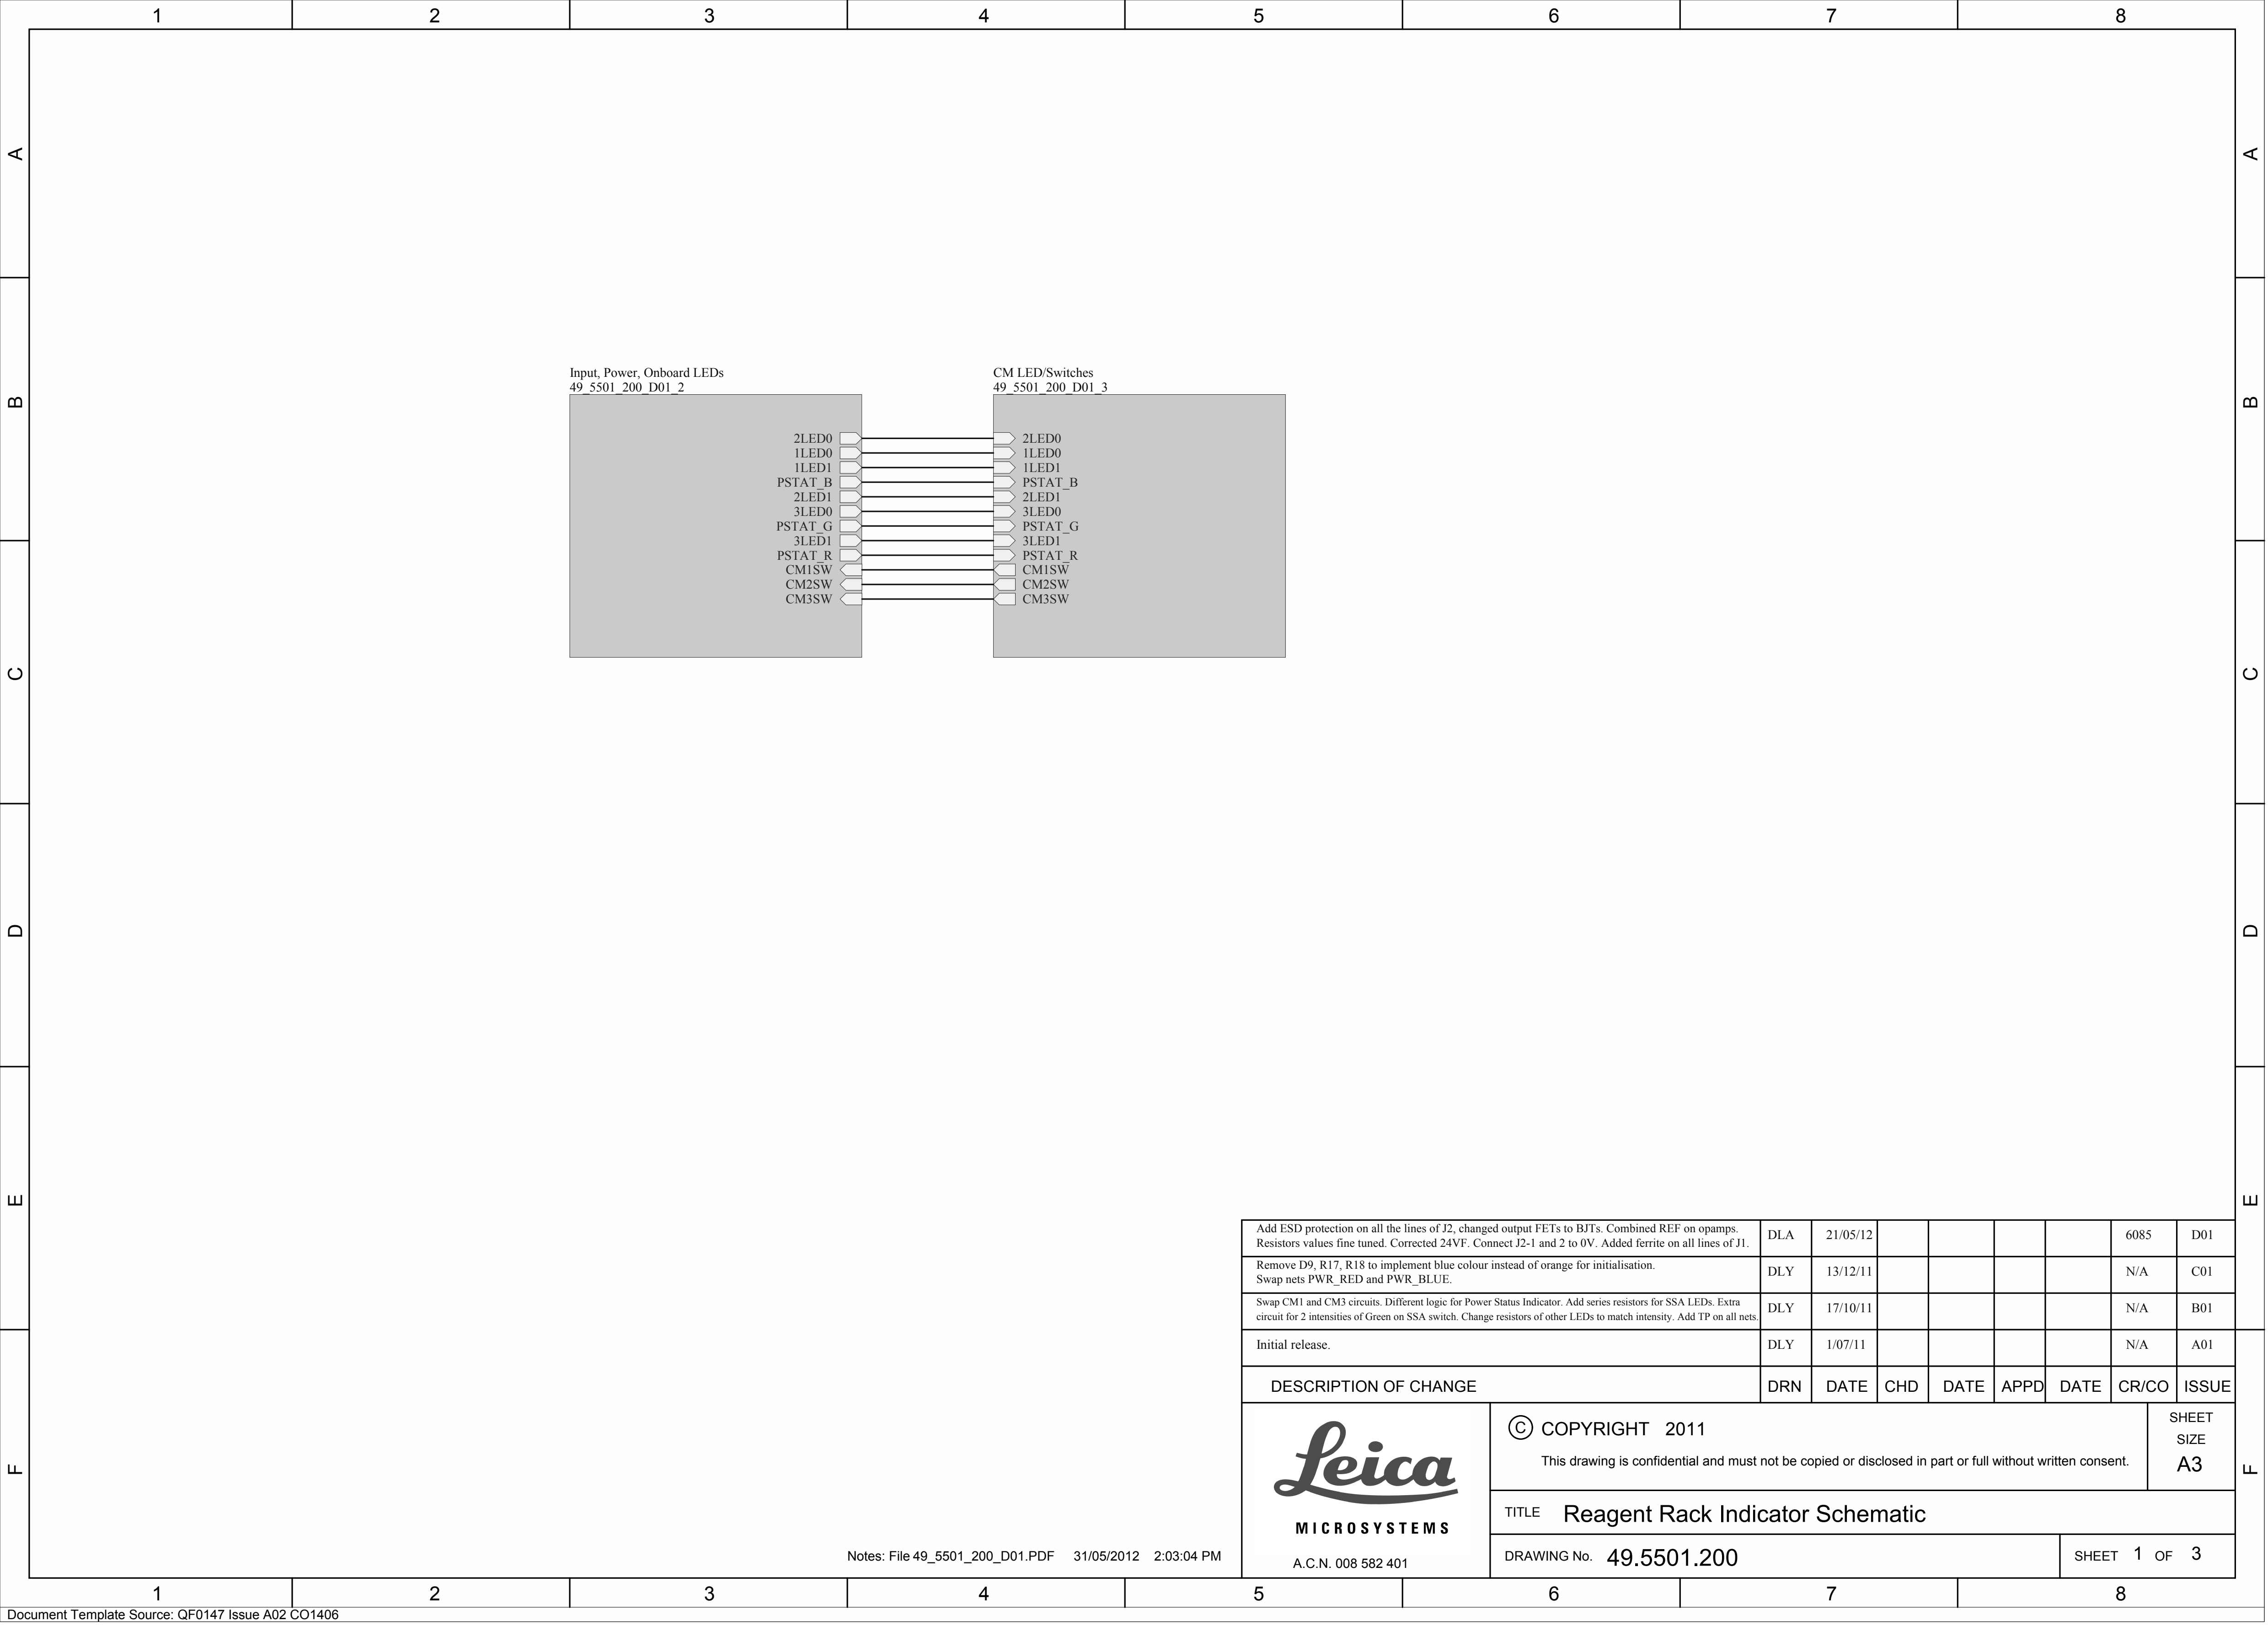 1 2 3 4 5 6 7 8
A A
B B
C C
D D
E E
F F
Input, Power, Onboard LEDs
49_5501_200_D01_2
2LED0
1LED0
1LED1
PSTAT_B
2LED1
3LED0
PSTAT_G
3LED1
PSTAT_R
CM1SW
CM2SW
CM3SW
CM LED/Switches
49_5501_200_D01_3
2LED0
1LED0
1LED1
PSTAT_B
2LED1
3LED0
PSTAT_G
3LED1
PSTAT_R
CM1SW
CM2SW
CM3SW
Add ESD protection on all the lines of J2, changed output FETs to BJTs. Combined REF on opamps.
Resistors values fine tuned. Corrected 24VF. Connect J2-1 and 2 to 0V. Added ferrite on all lines of J1.
DLA 21/05/12 6085 D01
Remove D9, R17, R18 to implement blue colour instead of orange for initialisation.
Swap nets PWR_RED and PWR_BLUE.
DLY 13/12/11 N/A C01
Swap CM1 and CM3 circuits. Different logic for Power Status Indicator. Add series resistors for SSA LEDs. Extra
circuit for 2 intensities of Green on SSA switch. Change resistors of other LEDs to match intensity. Add TP on all nets.
DLY 17/10/11 N/A B01
Initial release. DLY 1/07/11 N/A A01
DESCRIPTION OF CHANGE DRN DATE CHD DATE APPD DATE CR/CO ISSUE
Leica
MICROSYSTEMS
A.C.N. 008 582 401
© COPYRIGHT 2011
This drawing is confidential and must not be copied or disclosed in part or full without written consent.
SHEET
SIZE
A3
TITLE Reagent Rack Indicator Schematic
DRAWING No. 49.5501.200
SHEET 1 OF 3
Notes: File 49_5501_200_D01.PDF 31/05/2012 2:03:04 PM
1 2 3 4 5 6 7 8
Document Template Source: QF0147 Issue A02 CO1406